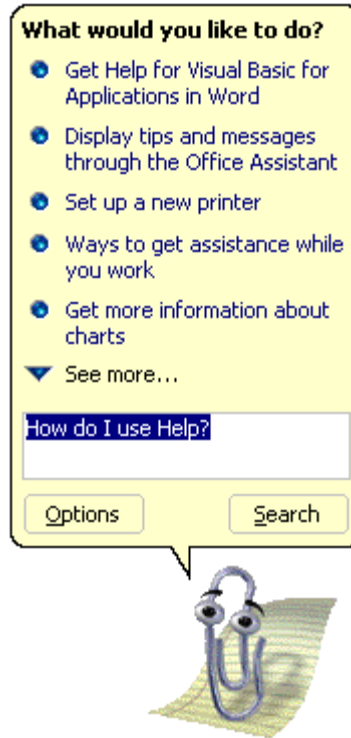 What would you like to do?
Get Help for Visual Basic for
Applications in Word
Display tips and messages
through the Office Assistant
Set up a new printer
Ways to get assistance while
you work
Get more information about
charts
See more...
How do I use Help?
Options
Search